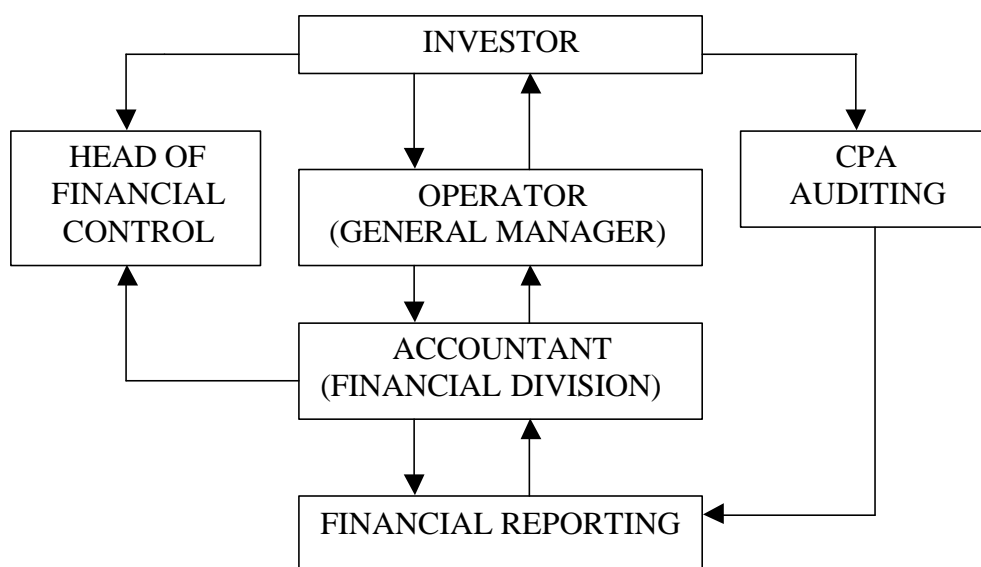 INVESTOR
HEAD OF
FINANCIAL
CONTROL
OPERATOR
(GENERAL MANAGER)
CPA
AUDITING
ACCOUNTANT
(FINANCIAL DIVISION)
FINANCIAL REPORTING